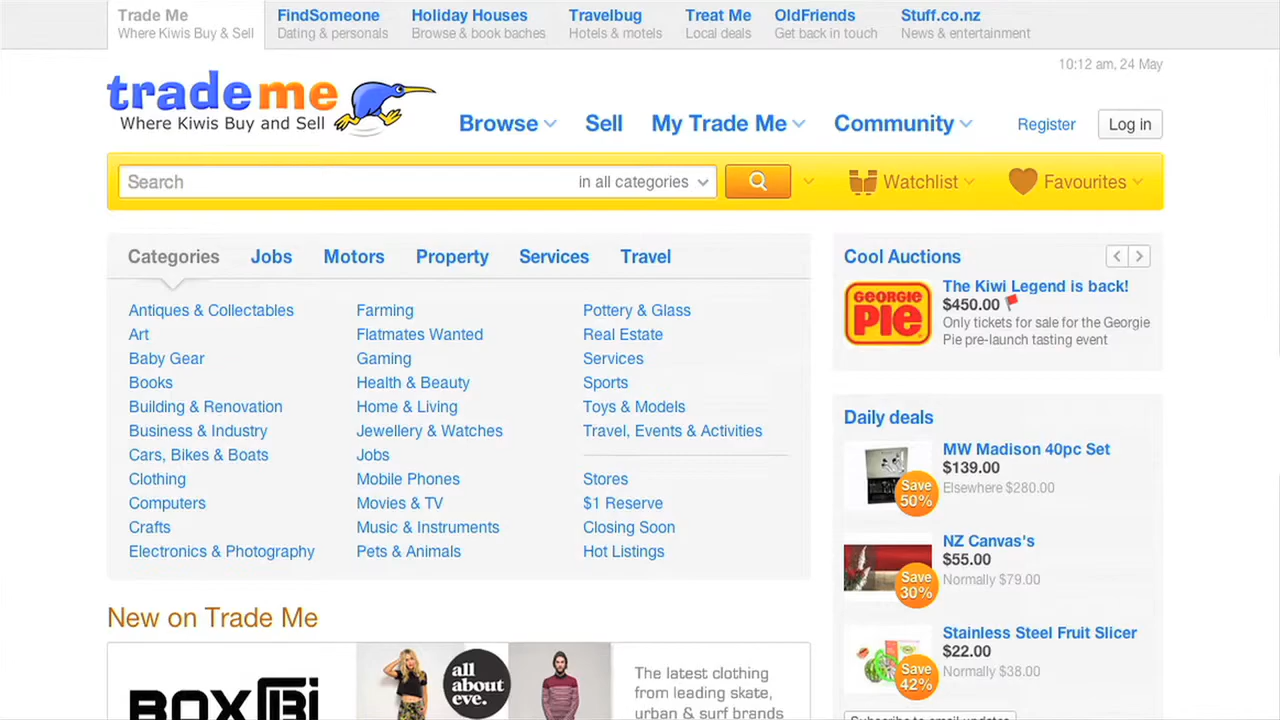 Trade Me
Where Kiwis Buy & Sell
FindSomeone
Dating & personals
Holiday Houses
Browse & book baches
Travelbug
Hotels & motels
Treat Me
Local deals
OldFriends
Get back in touch
Stuff.co.nz
News & entertainment
10:12 am, 24 May
trademe
Where Kiwis Buy and Sell
Browse
Sell
My Trade Me
Community
Register
Log in
Search
in all categories
Watchlist
Favourites
Categories
Jobs
Motors
Property
Services
Travel
Antiques & Collectables
Art
Baby Gear
Books
Building & Renovation
Business & Industry
Cars, Bikes & Boats
Clothing
Computers
Crafts
Electronics & Photography
Farming
Flatmates Wanted
Gaming
Health & Beauty
Home & Living
Jewellery & Watches
Jobs
Mobile Phones
Movies & TV
Music & Instruments
Pets & Animals
Pottery & Glass
Real Estate
Services
Sports
Toys & Models
Travel, Events & Activities
Stores
$1 Reserve
Closing Soon
Hot Listings
Cool Auctions
GEORGIE
PIE
The Kiwi Legend is back!
$450.00
Only tickets for sale for the Georgie
Pie pre-launch tasting event
Daily deals
Save
50%
MW Madison 40pc Set
$139.00
Elsewhere $280.00
Save
30%
NZ Canvas's
$55.00
Normally $79.00
Save
42%
Stainless Steel Fruit Slicer
$22.00
Normally $38.00
Subscribe to email updates
New on Trade Me
all
about
eve.
The latest clothing
from leading skate,
urban & surf brands